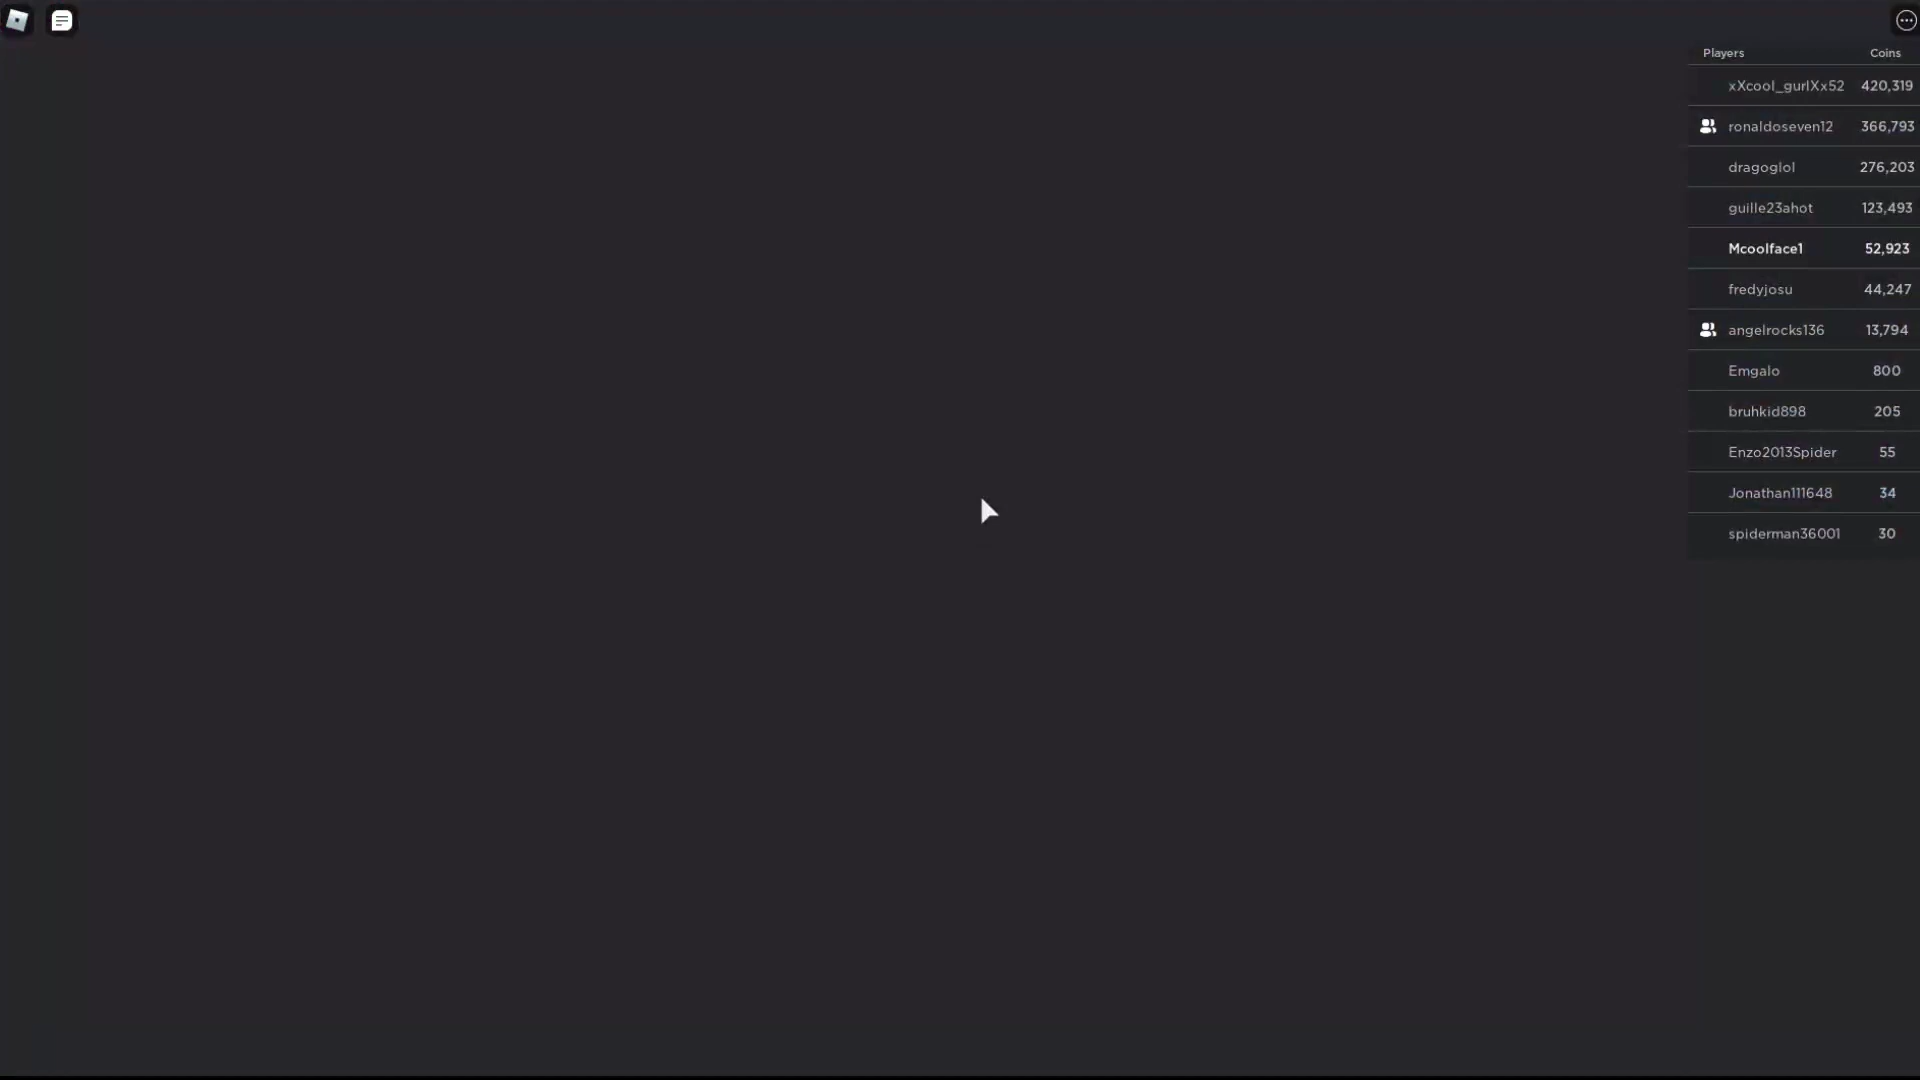 Players Coins
xXcool_gurlXx52 420,319
ronaldoseven12 366,793
dragoglol 276,203
guille23ahot 123,493
Mcoolface1 52,923
fredyjosu 44,247
angelrocks136 13,794
Emgalo 800
bruhkid898 205
Enzo2013Spider 55
Jonathan111648 34
spiderman36001 30